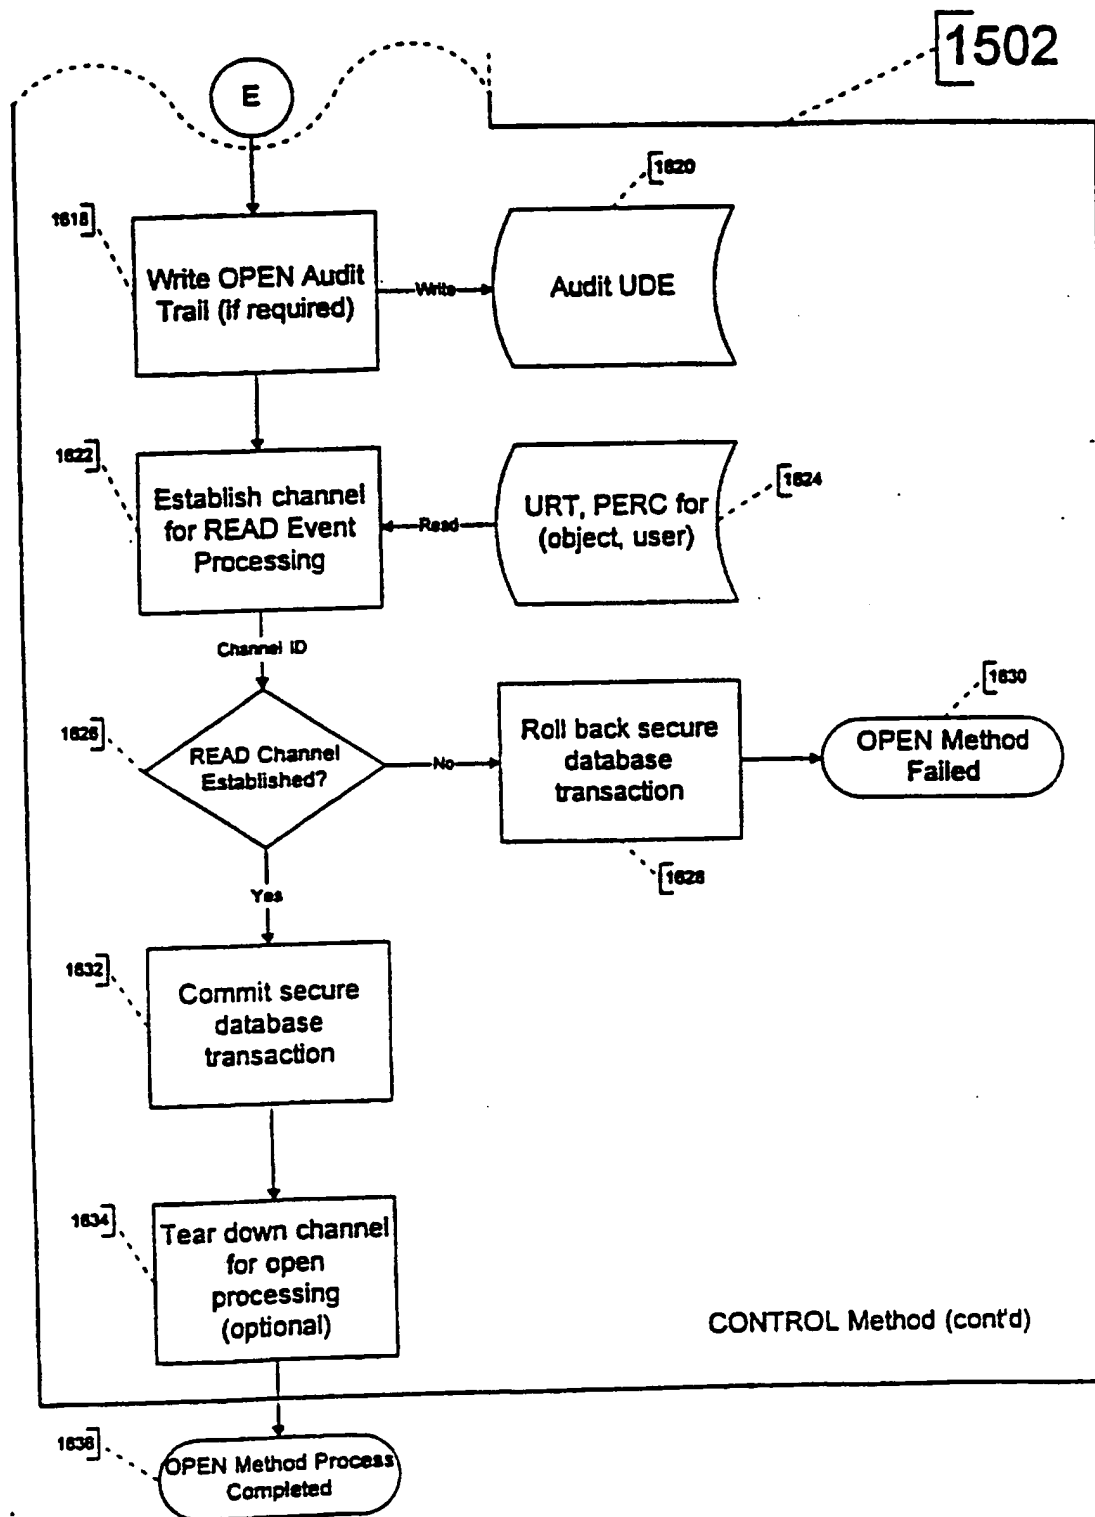 1502
E
1620
1618
Write OPEN Audit
Trail (if required)
Write
Audit UDE
1622
Establish channel
for READ Event
Processing
Read
URT, PERC for
(object, user)
1624
Channel ID
1626
READ Channel
Established?
No
Roll back secure
database
transaction
1628
1630
OPEN Method
Failed
Yes
1632
Commit secure
database
transaction
1634
Tear down channel
for open
processing
(optional)
CONTROL Method (cont'd)
1636
OPEN Method Process
Completed